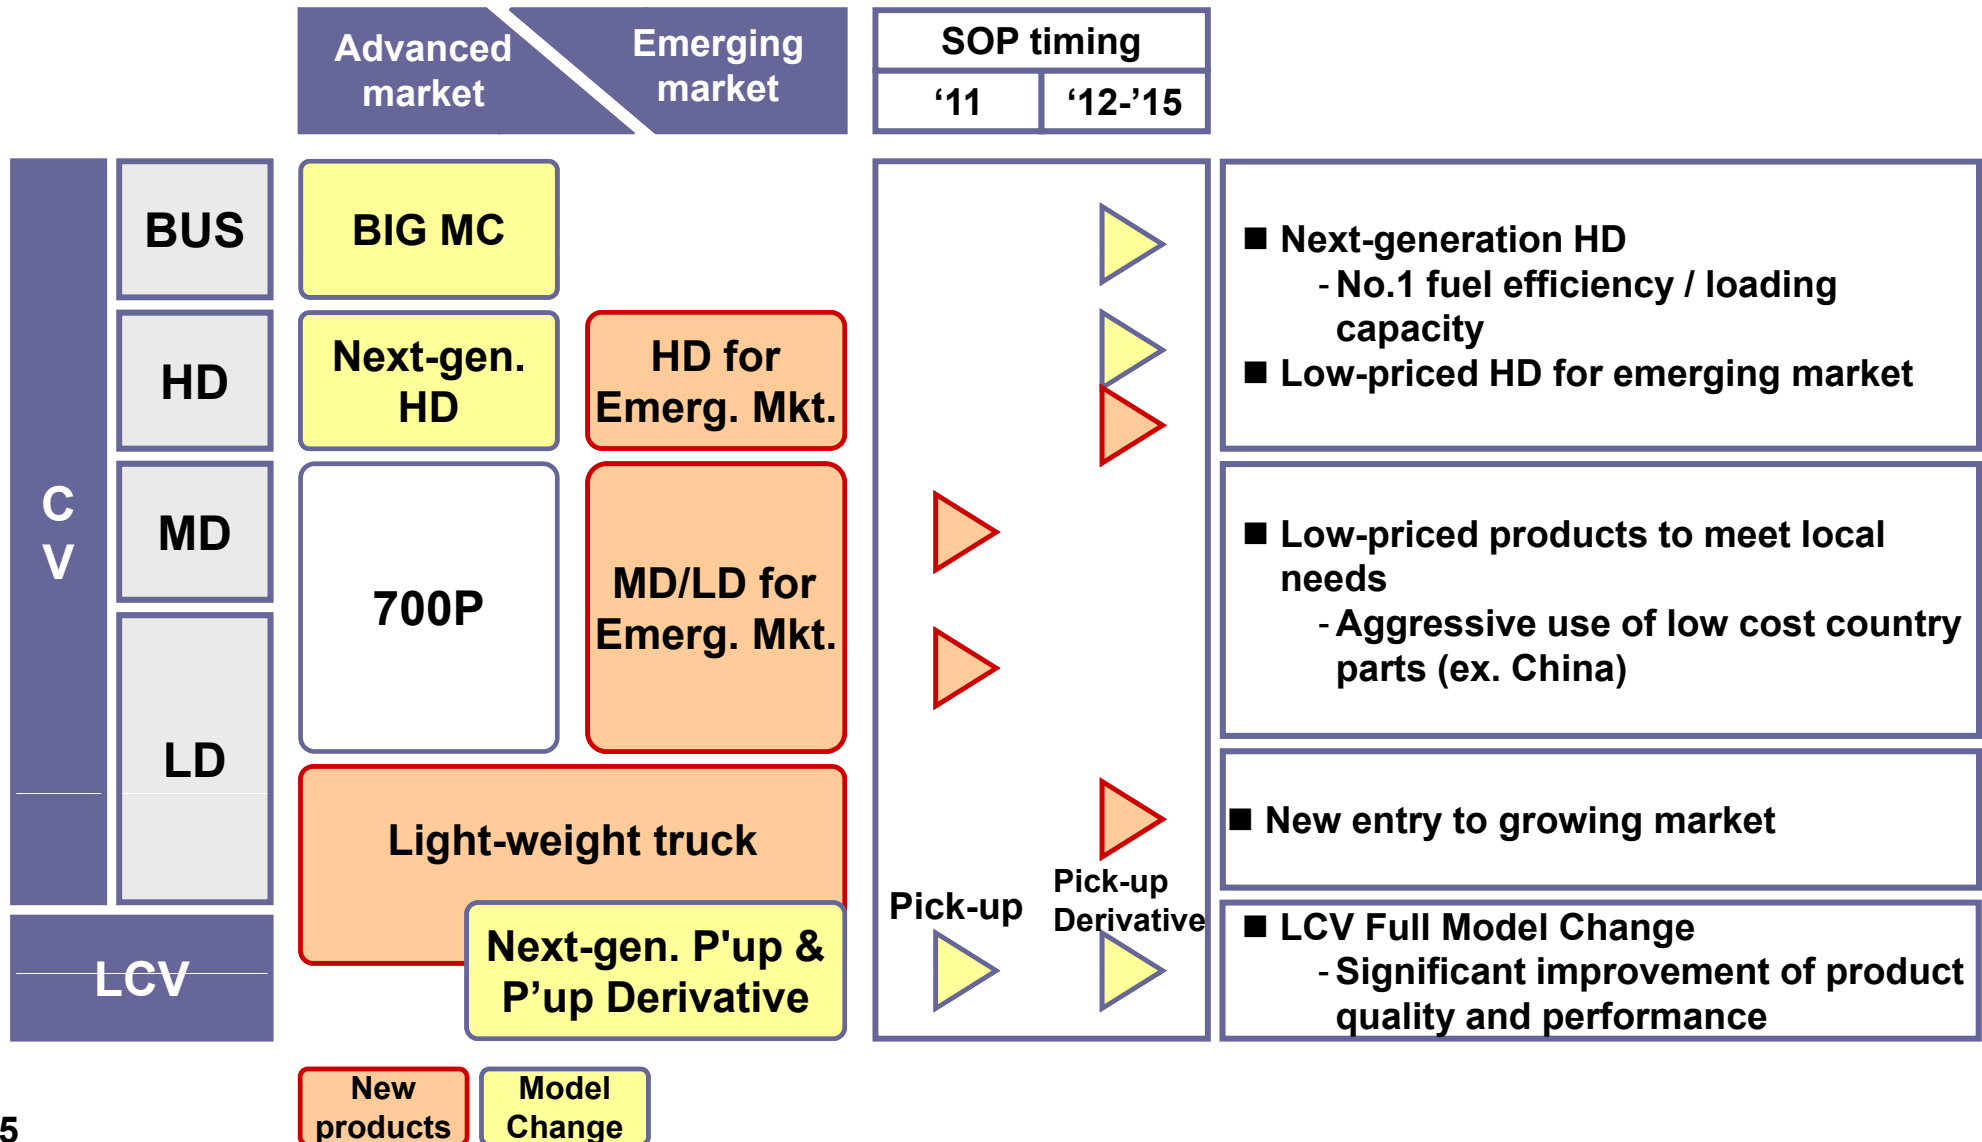 Advanced
market
Emerging
market
SOP timing
‘11
‘12-’15
C
V
BUS
BIG MC
■ Next-generation HD
- No.1 fuel efficiency / loading
capacity
■ Low-priced HD for emerging market
HD
Next-gen.
HD
HD for
Emerg. Mkt.
MD
700P
MD/LD for
Emerg. Mkt.
■ Low-priced products to meet local
needs
- Aggressive use of low cost country
parts (ex. China)
LD
Light-weight truck
■ New entry to growing market
LCV
Next-gen. P'up &
P’up Derivative
Pick-up
Pick-up
Derivative
■ LCV Full Model Change
- Significant improvement of product
quality and performance
New
products
Model
Change
5